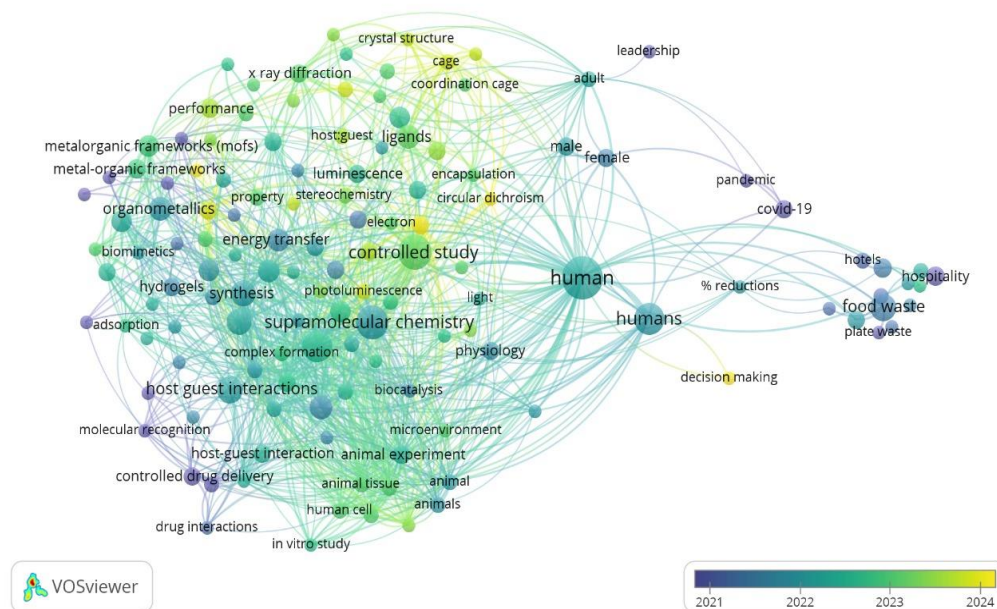 crystal structure
leadership
cage
x ray diffraction
adult
coordination cage
performance
host:guest
ligands
metalorganic frameworks (mofs)
male
female
metal-organic frameworks
luminescence
encapsulation
pandemic
property
stereochemistry
circular dichroism
organometallics
covid-19
electron
energy transfer
biomimetics
controlled study
hotels
human
hospitality
hydrogels
synthesis
photoluminescence
light
% reductions
food waste
adsorption
supramolecular chemistry
humans
plate waste
complex formation
physiology
decision making
host guest interactions
biocatalysis
molecular recognition
microenvironment
host-guest interaction
animal experiment
controlled drug delivery
animal tissue
animal
human cell
animals
drug interactions
in vitro study
VOSviewer
2021 2022 2023 2024